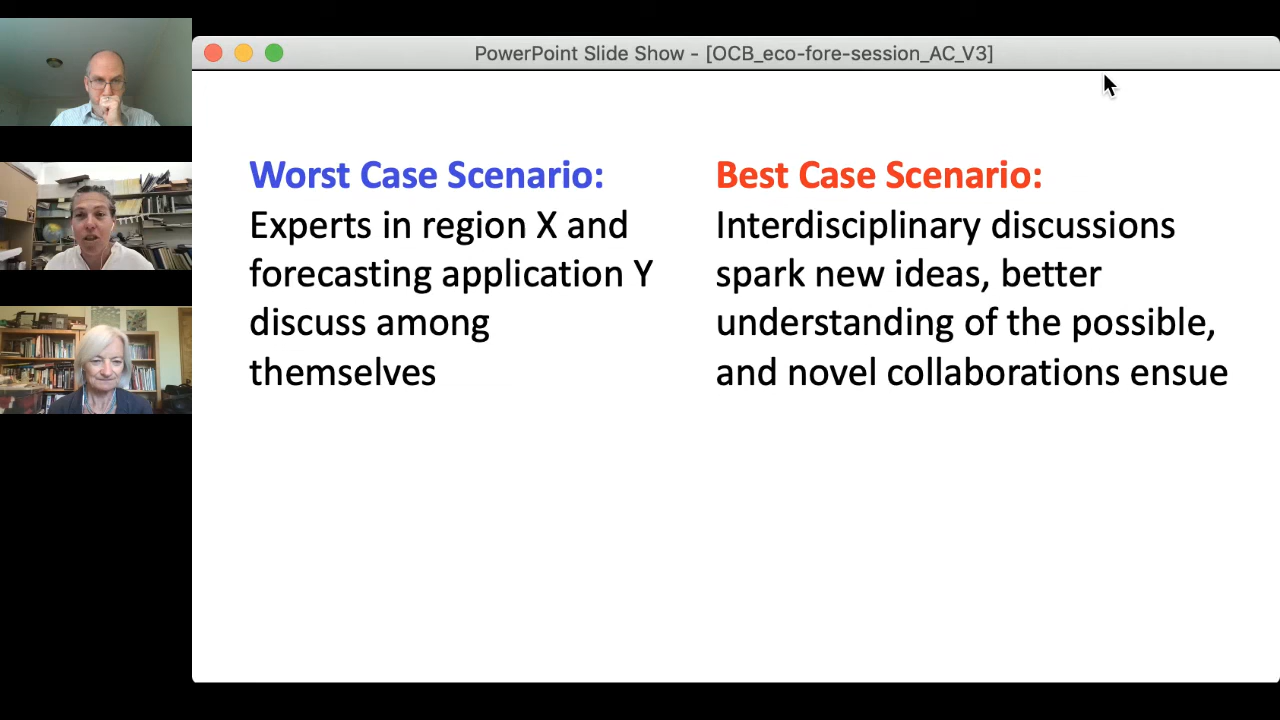 PowerPoint Slide Show - [OCB_eco-fore-session_AC_V3]
Worst Case Scenario:
Experts in region X and
forecasting application Y
discuss among
themselves
Best Case Scenario:
Interdisciplinary discussions
spark new ideas, better
understanding of the possible,
and novel collaborations ensue